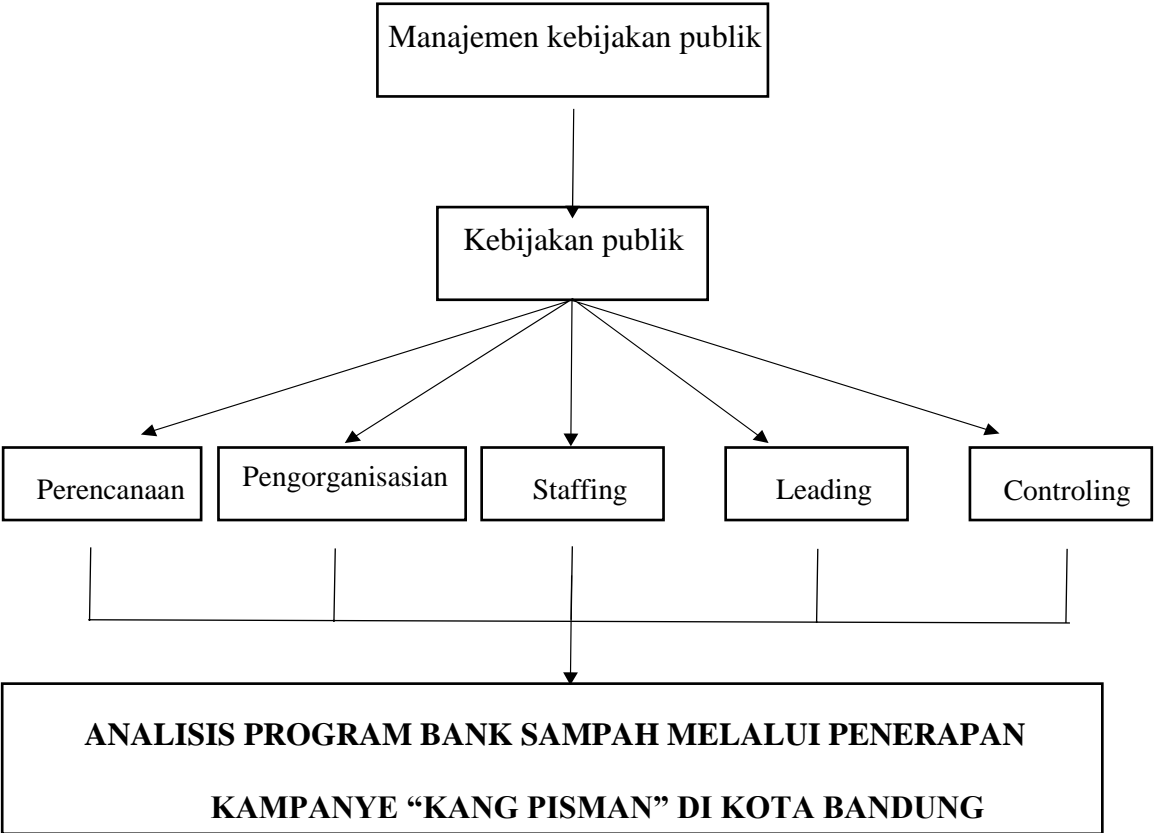 Manajemen kebijakan publik
Kebijakan publik
Perencanaan
Pengorganisasian
Staffing
Leading
Controling
ANALISIS PROGRAM BANK SAMPAH MELALUI PENERAPAN
KAMPANYE “KANG PISMAN” DI KOTA BANDUNG